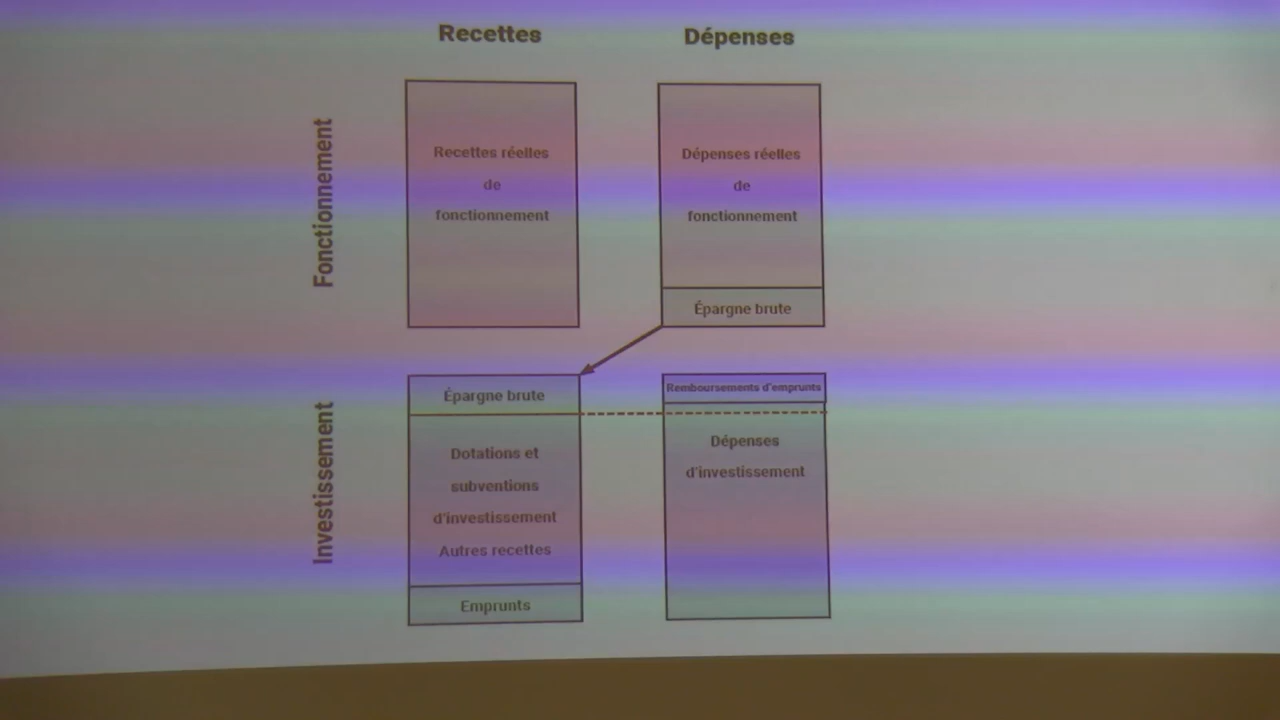 Recettes
Dépenses
Fonctionnement
Recettes réelles
de
fonctionnement
Dépenses réelles
de
fonctionnement
Épargne brute
Investissement
Épargne brute
Dotations et
subventions
d'investissement
Autres recettes
Emprunts
Remboursements d'emprunts
Dépenses
d'investissement